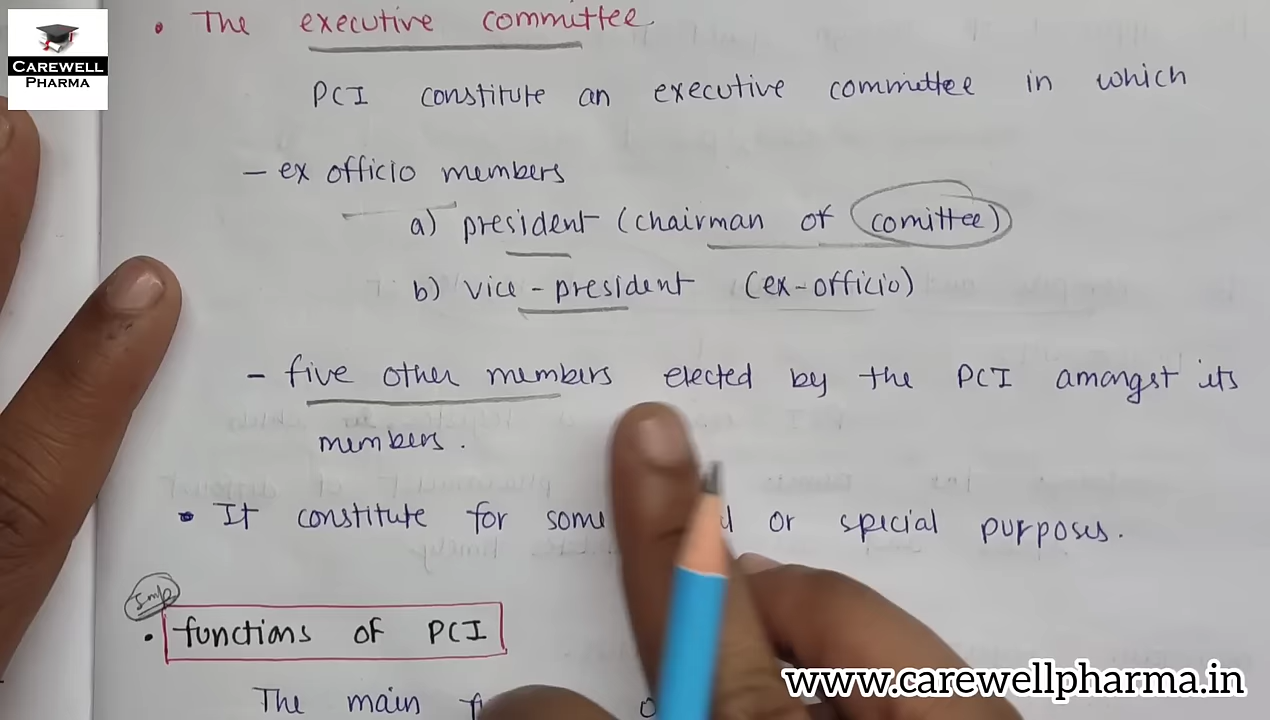 CAREWELL
PHARMA
• The executive committee.
PCI constitute an executive committee in which
- ex officio members
a) president (chairman of comittee)
b) vice-president (ex-officio)
- five other members elected by the PCI amongst its
members.
• It constitute for some or special purposes.
Imp
• functions of PCI
The main
www.carewellpharma.in